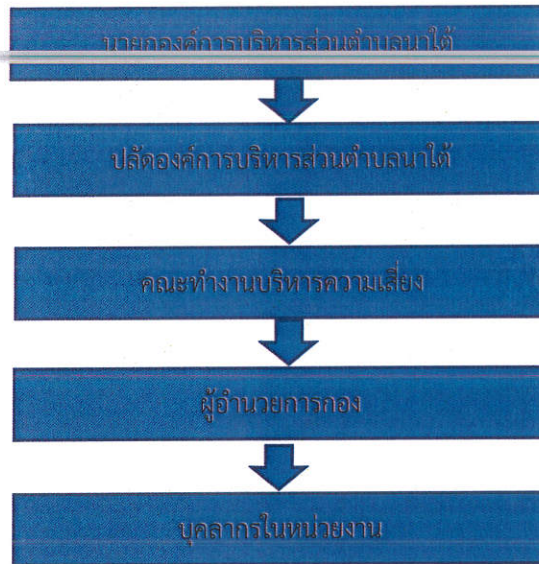 นายกองค์การบริหารส่วนตำบลนาใต้
ปลัดองค์การบริหารส่วนตำบลนาใต้
คณะทำงานบริหารความเสี่ยง
ผู้อำนวยการกอง
บุคลากรในหน่วยงาน